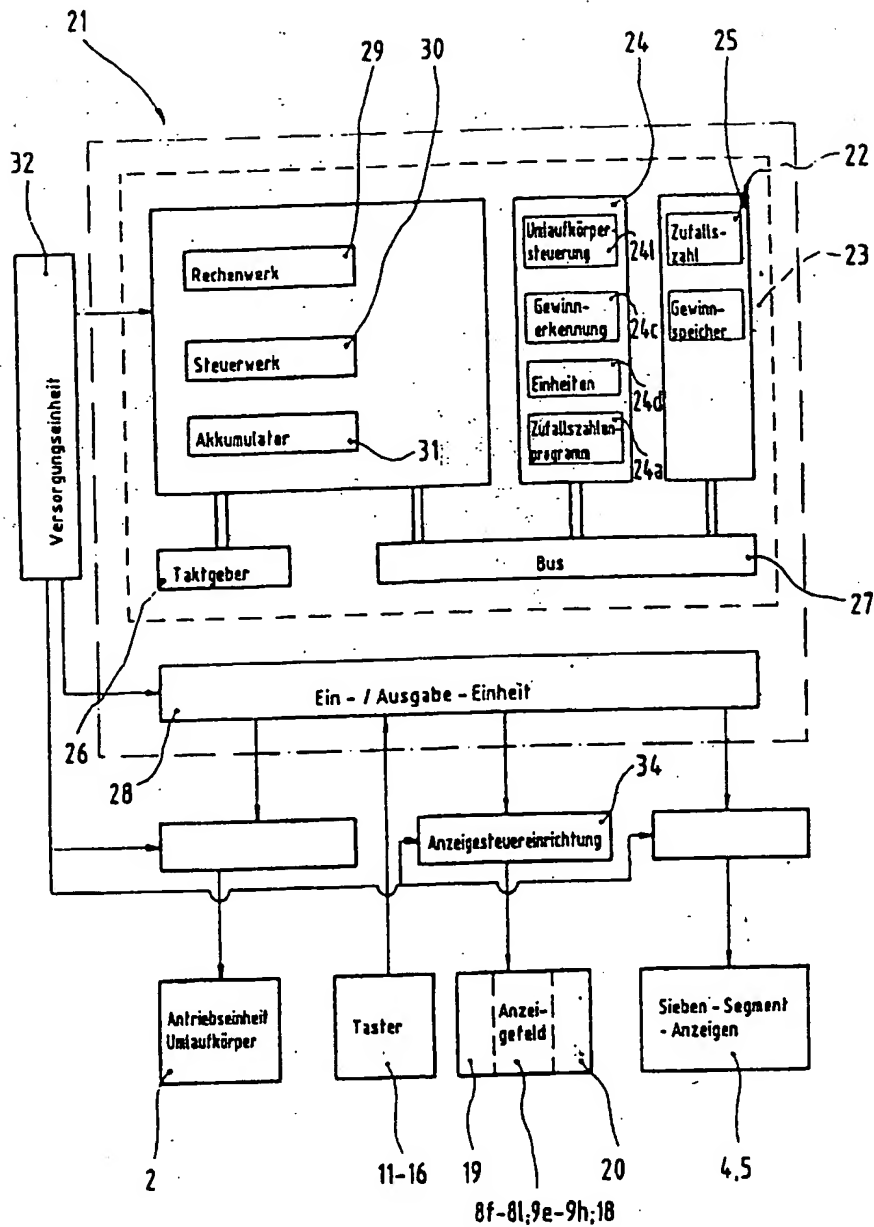 21
29
30
24
25
22
32
23
Rechenwerk
Steuerwerk
Akkumulater
31
Umlaufkörper
steuerung
24l
Gewinn-
erkennung
24c
Einheiten
24d
Zufallszahlen
programm
24a
Zufalls-
zahl
Gewinn-
speicher
Versorgungseinheit
Taktgeber
Bus
27
26
Ein - / Ausgabe - Einheit
28
34
Anzeigesteuereinrichtung
Antriebseinheit
Umlaufkörper
Taster
Anzei-
gefeld
Sieben - Segment
- Anzeigen
2
11-16
19
20
4,5
8f-8l;9e-9h;18